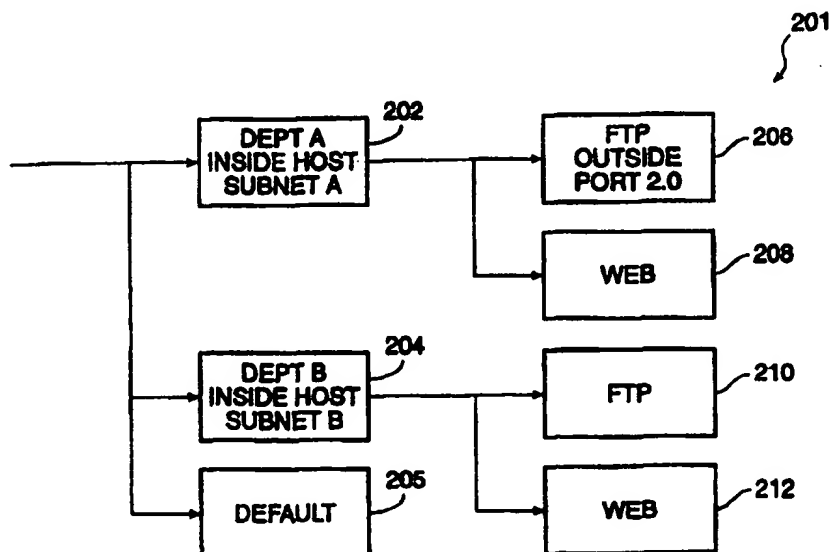 201
202
DEPT A
INSIDE HOST
SUBNET A
206
FTP
OUTSIDE
PORT 2.0
208
WEB
204
DEPT B
INSIDE HOST
SUBNET B
210
FTP
205
DEFAULT
212
WEB